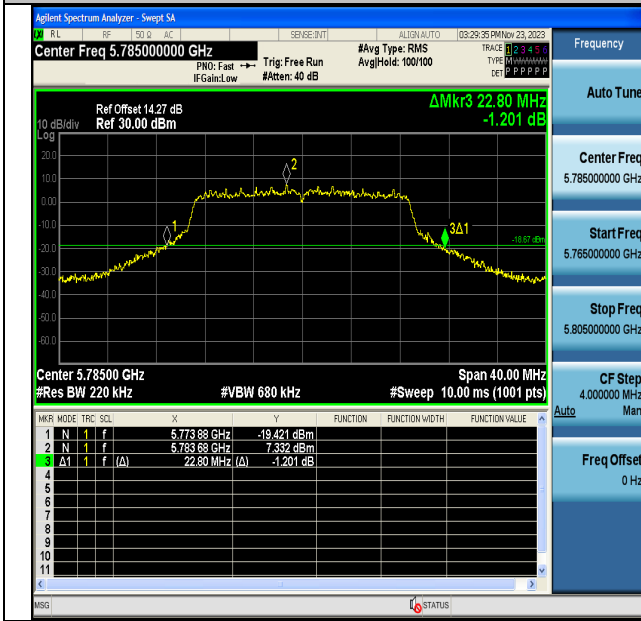 Agilent Spectrum Analyzer - Swept SA
RL RF 50 Ω AC SENSE:INT ALIGN AUTO 03:29:35 PM Nov 23, 2023
Center Freq 5.785000000 GHz
PNO: Fast
IFGain:Low
Trig: Free Run
#Atten: 40 dB
#Avg Type: RMS
Avg|Hold: 100/100
TRACE 1 2 3 4 5 6
TYPE M W W W W W
DET P P P P P P
ΔMkr3 22.80 MHz
-1.201 dB
Ref Offset 14.27 dB
Ref 30.00 dBm
10 dB/div
Log
20.0
10.0
0.00
-10.0
-20.0
-30.0
-40.0
-50.0
-60.0
1
2
3Δ1
-18.67 dBm
Center 5.78500 GHz
Span 40.00 MHz
#Res BW 220 kHz
#VBW 680 kHz
#Sweep 10.00 ms (1001 pts)
MKR MODE TRC SCL X Y FUNCTION FUNCTION WIDTH FUNCTION VALUE
1 N 1 f 5.773 88 GHz -19.421 dBm
2 N 1 f 5.783 68 GHz 7.332 dBm
3 Δ1 1 f (Δ) 22.80 MHz (Δ) -1.201 dB
4
5
6
7
8
9
10
11
MSG STATUS
Frequency
Auto Tune
Center Freq
5.785000000 GHz
Start Freq
5.765000000 GHz
Stop Freq
5.805000000 GHz
CF Step
4.000000 MHz
Auto Man
Freq Offset
0 Hz